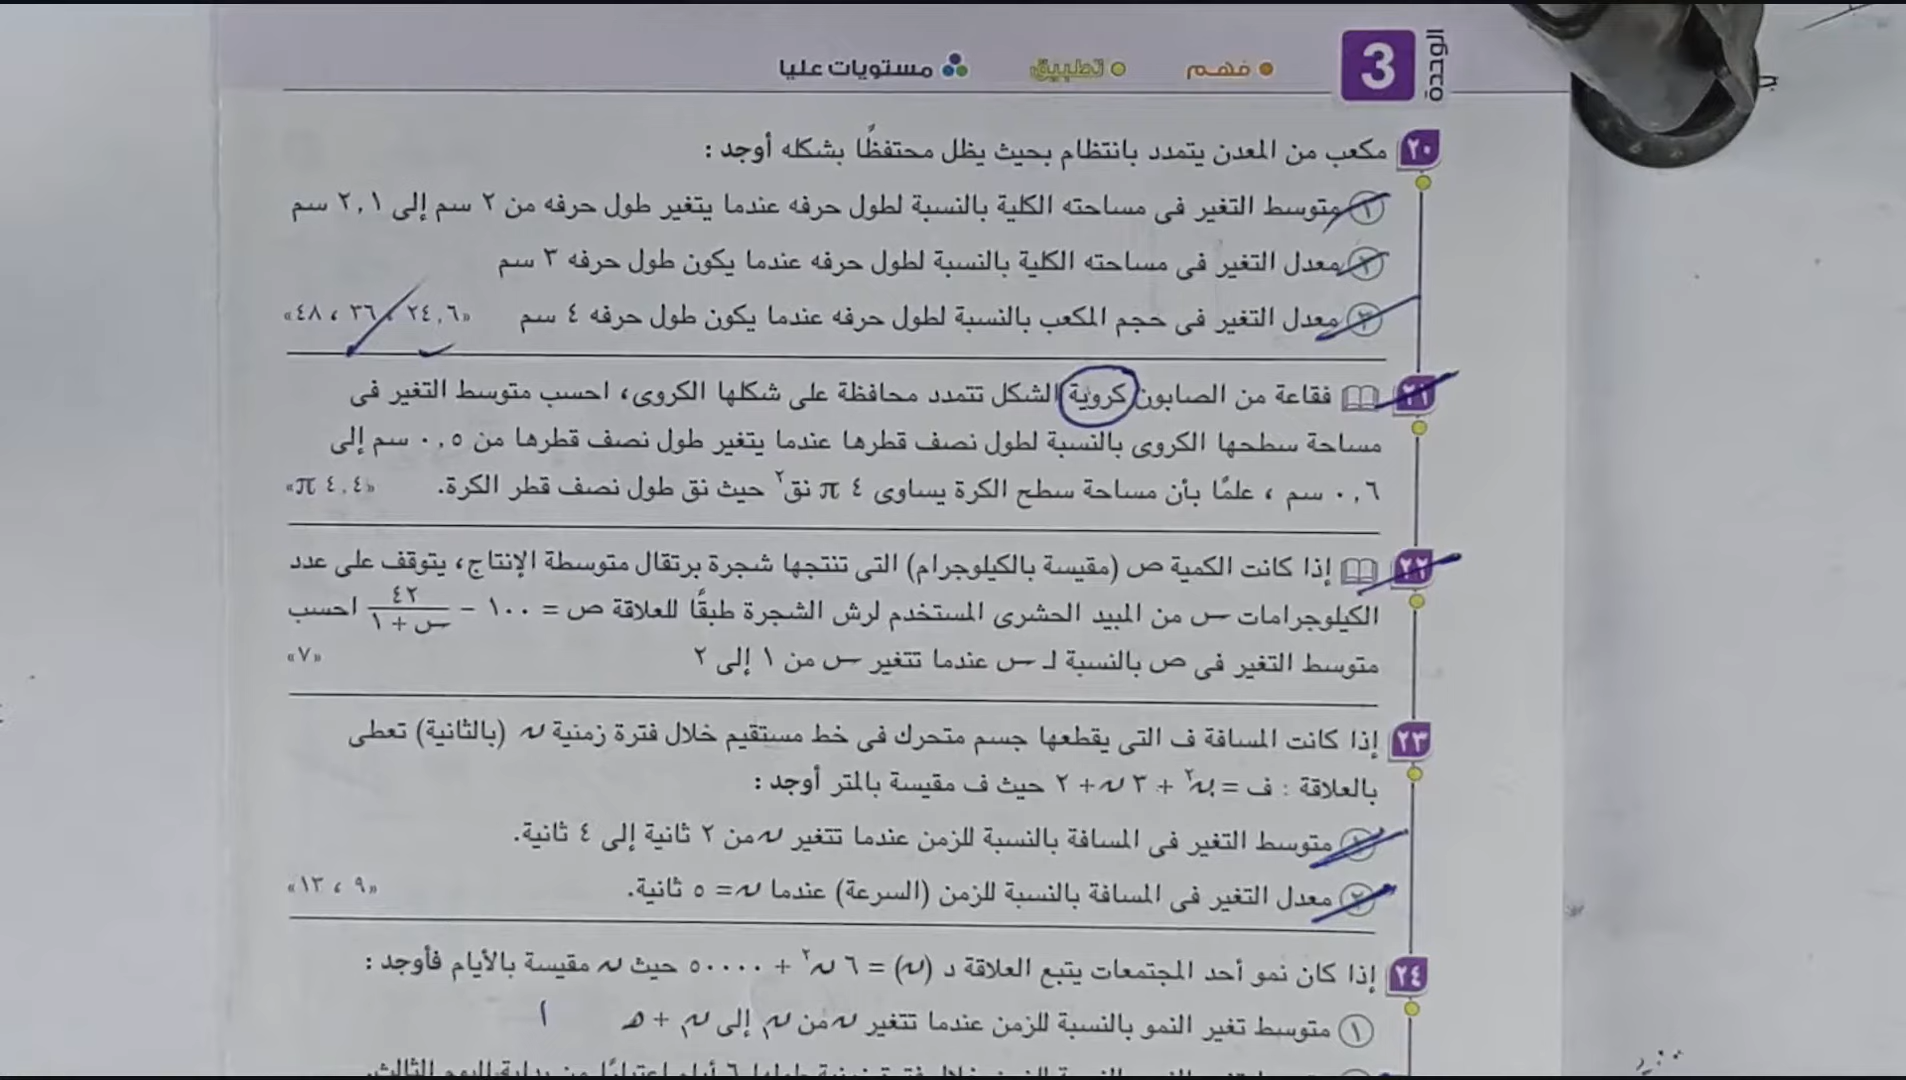 الوحدة
3
فهم تطبيق مستويات عليا
٢٠ مكعب من المعدن يتمدد بانتظام بحيث يظل محتفظًا بشكله أوجد :
١ متوسط التغير فى مساحته الكلية بالنسبة لطول حرفه عندما يتغير طول حرفه من ٢ سم إلى ٢,١ سم
٢ معدل التغير فى مساحته الكلية بالنسبة لطول حرفه عندما يكون طول حرفه ٣ سم
٣ معدل التغير فى حجم المكعب بالنسبة لطول حرفه عندما يكون طول حرفه ٤ سم «٢٤,٦ ، ٣٦ ، ٤٨»
٢١ فقاعة من الصابون كروية الشكل تتمدد محافظة على شكلها الكروى، احسب متوسط التغير فى
مساحة سطحها الكروى بالنسبة لطول نصف قطرها عندما يتغير طول نصف قطرها من ٠,٥ سم إلى
٠,٦ سم ، علمًا بأن مساحة سطح الكرة يساوى ٤ π نق٢ حيث نق طول نصف قطر الكرة. «٤,٤ π»
٢٢ إذا كانت الكمية ص (مقيسة بالكيلوجرام) التى تنتجها شجرة برتقال متوسطة الإنتاج، يتوقف على عدد
الكيلوجرامات س من المبيد الحشرى المستخدم لرش الشجرة طبقًا للعلاقة ص = ١٠٠ - ٤٢ / (س + ١) احسب
متوسط التغير فى ص بالنسبة لـ س عندما تتغير س من ١ إلى ٢ «٧»
٢٣ إذا كانت المسافة ف التى يقطعها جسم متحرك فى خط مستقيم خلال فترة زمنية ن (بالثانية) تعطى
بالعلاقة : ف = ن٢ + ٣ ن + ٢ حيث ف مقيسة بالمتر أوجد :
١ متوسط التغير فى المسافة بالنسبة للزمن عندما تتغير ن من ٢ ثانية إلى ٤ ثانية.
٢ معدل التغير فى المسافة بالنسبة للزمن (السرعة) عندما ن = ٥ ثانية. «٩ ، ١٣»
٢٤ إذا كان نمو أحد المجتمعات يتبع العلاقة د (ن) = ٦ ن٢ + ٥٠٠٠٠ حيث ن مقيسة بالأيام فأوجد :
١ متوسط تغير النمو بالنسبة للزمن عندما تتغير ن من ن إلى ن + هـ